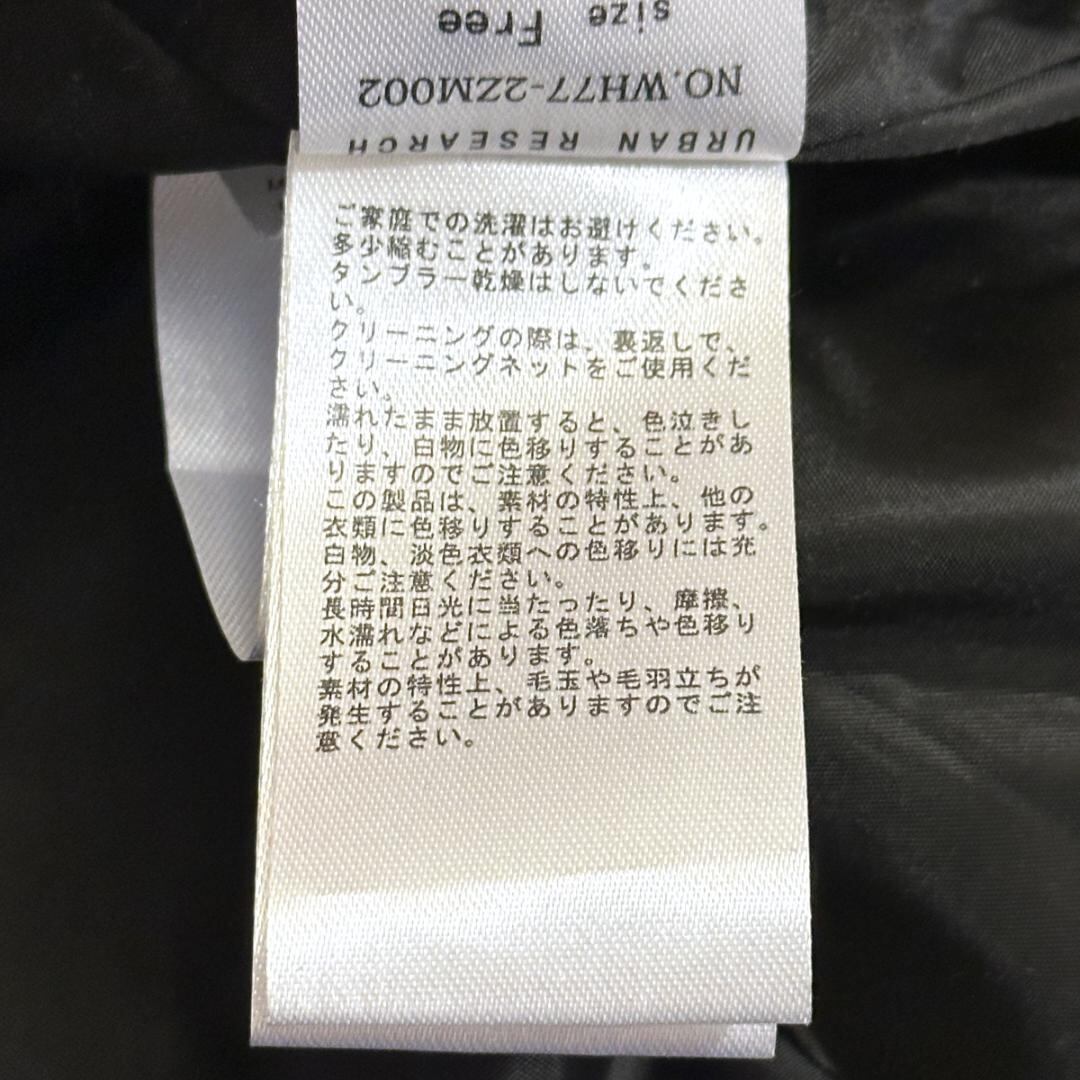 size Free
NO.WH77-2ZM002
URBAN RESEARCH
ご家庭での洗濯はお避けください。
多少縮むことがあります。
タンブラー乾燥はしないでくださ
い。
クリーニングの際は、裏返しで、
クリーニングネットをご使用くだ
さい。
濡れたまま放置すると、色泣きし
たり、白物に色移りすることがあ
りますのでご注意ください。
この製品は、素材の特性上、他の
衣類に色移りすることがあります。
白物、淡色衣類への色移りには充
分ご注意ください。
長時間日光に当たったり、摩擦、
水濡れなどによる色落ちや色移り
することがあります。
素材の特性上、毛玉や毛羽立ちが
発生することがありますのでご注
意ください。